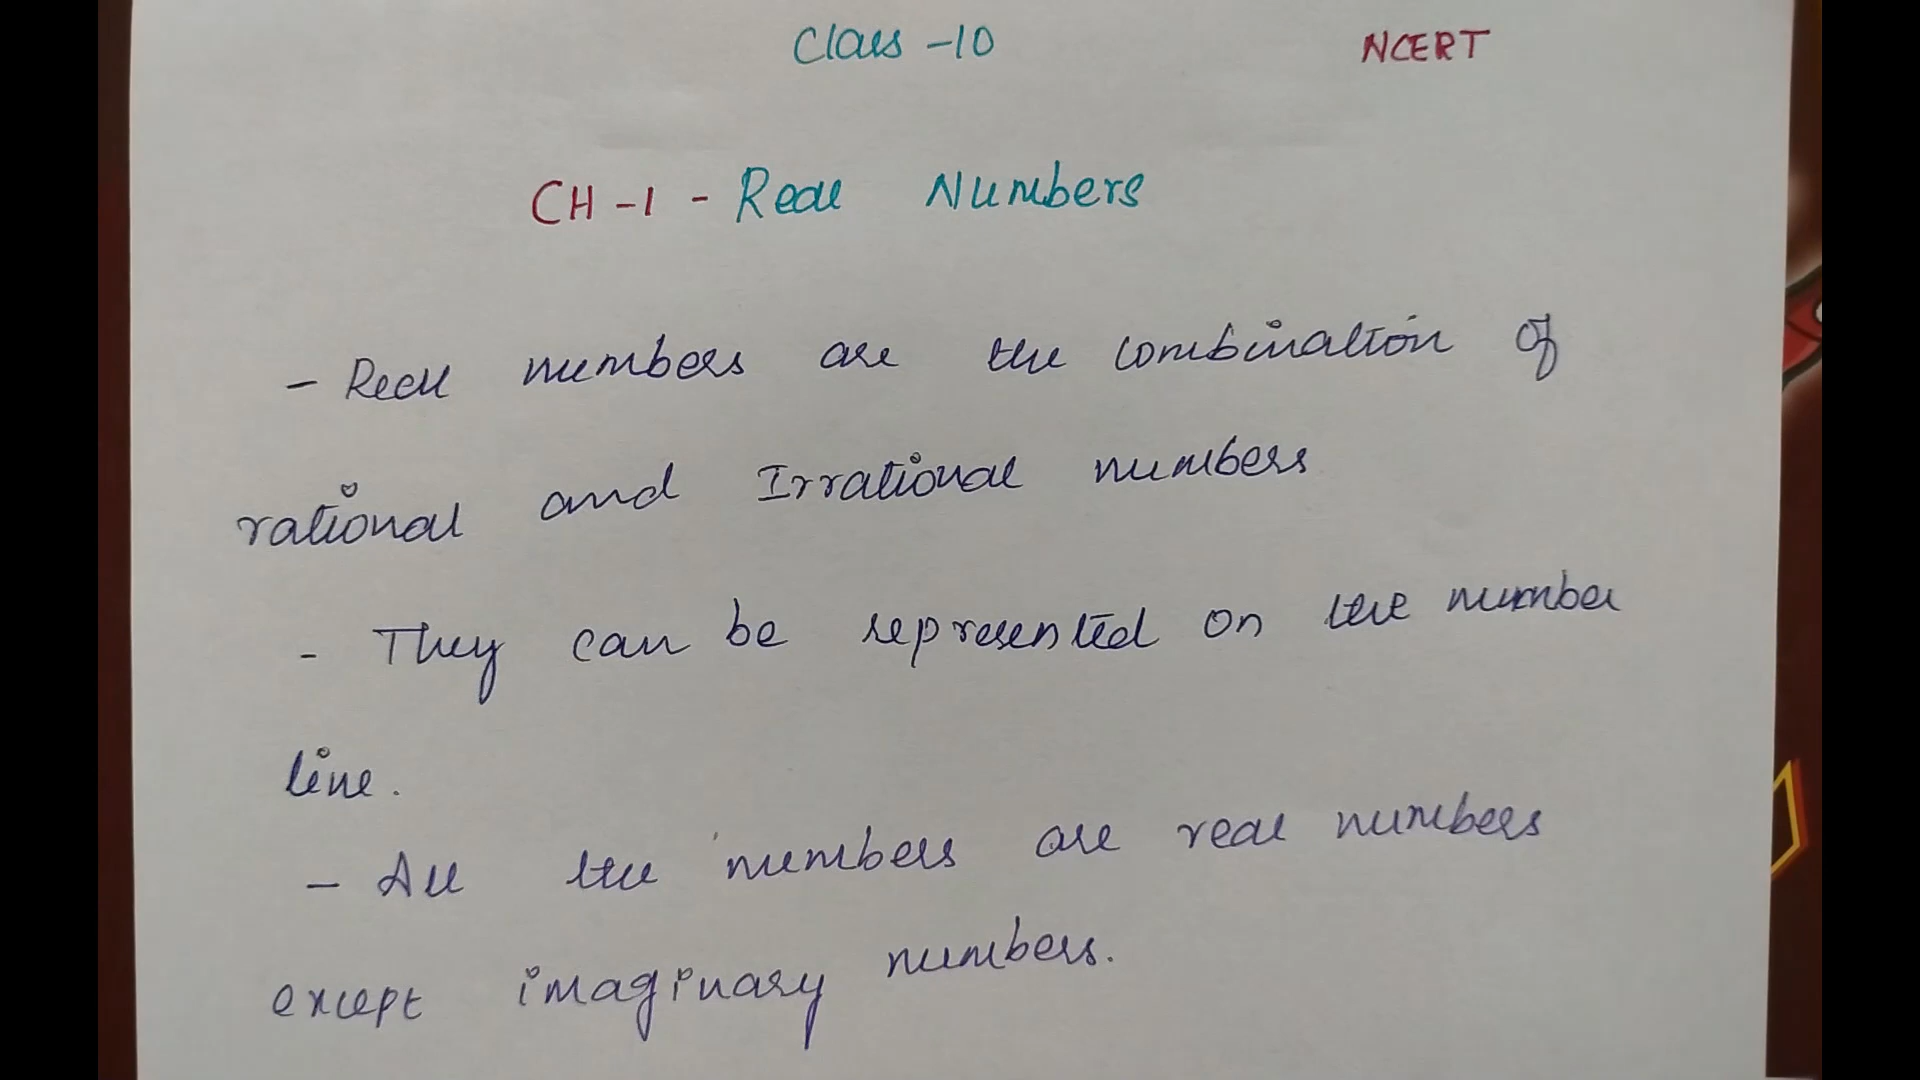 Class -10 NCERT
CH-1 - Real Numbers
- Real numbers are the combination of
rational and Irrational numbers
- They can be represented on the number
line.
- All the numbers are real numbers
except imaginary numbers.